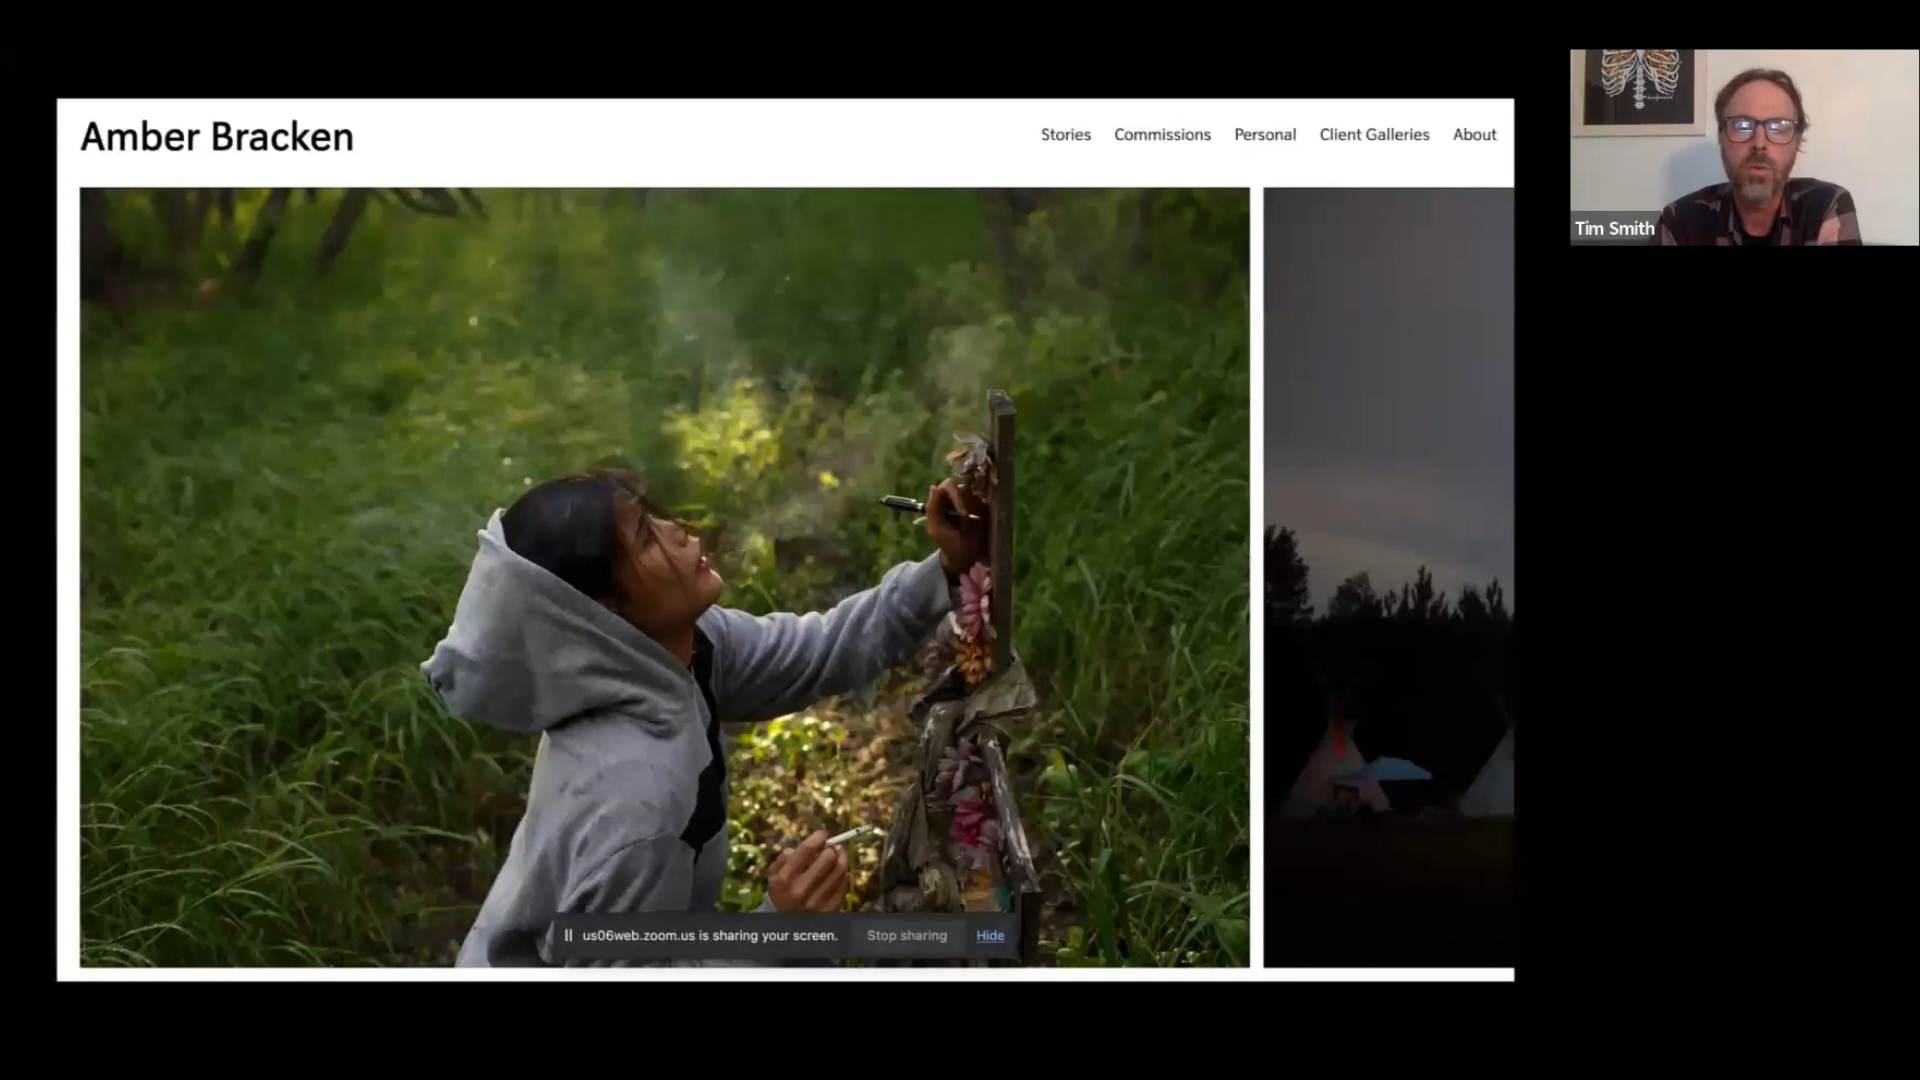 Amber Bracken
Stories Commissions Personal Client Galleries About
us06web.zoom.us is sharing your screen. Stop sharing Hide
Tim Smith